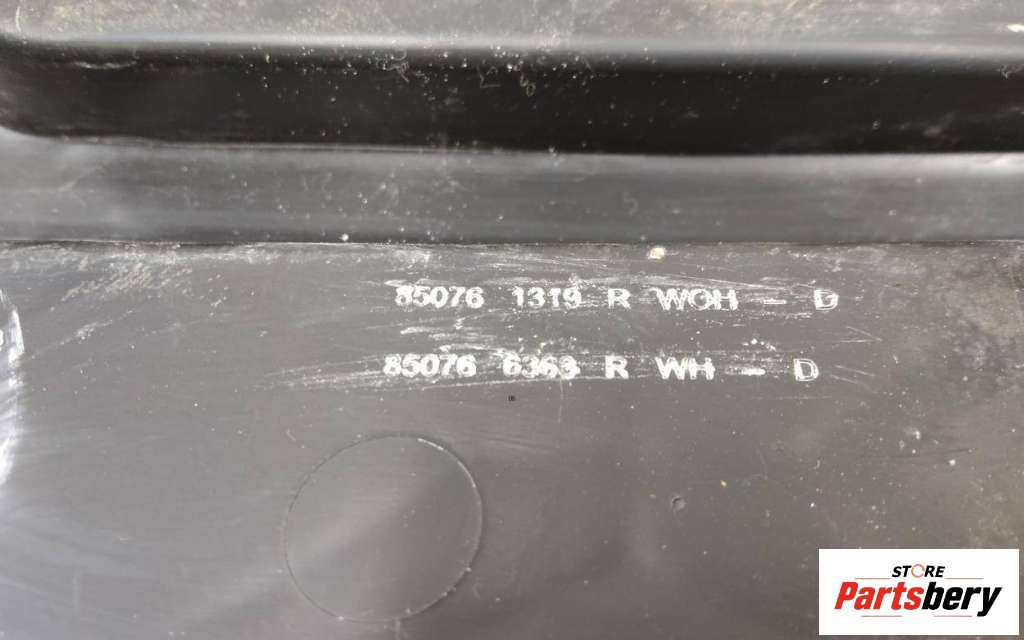 85076 1319 R WOH - D
85076 6363 R WH - D
STORE
Partsbery